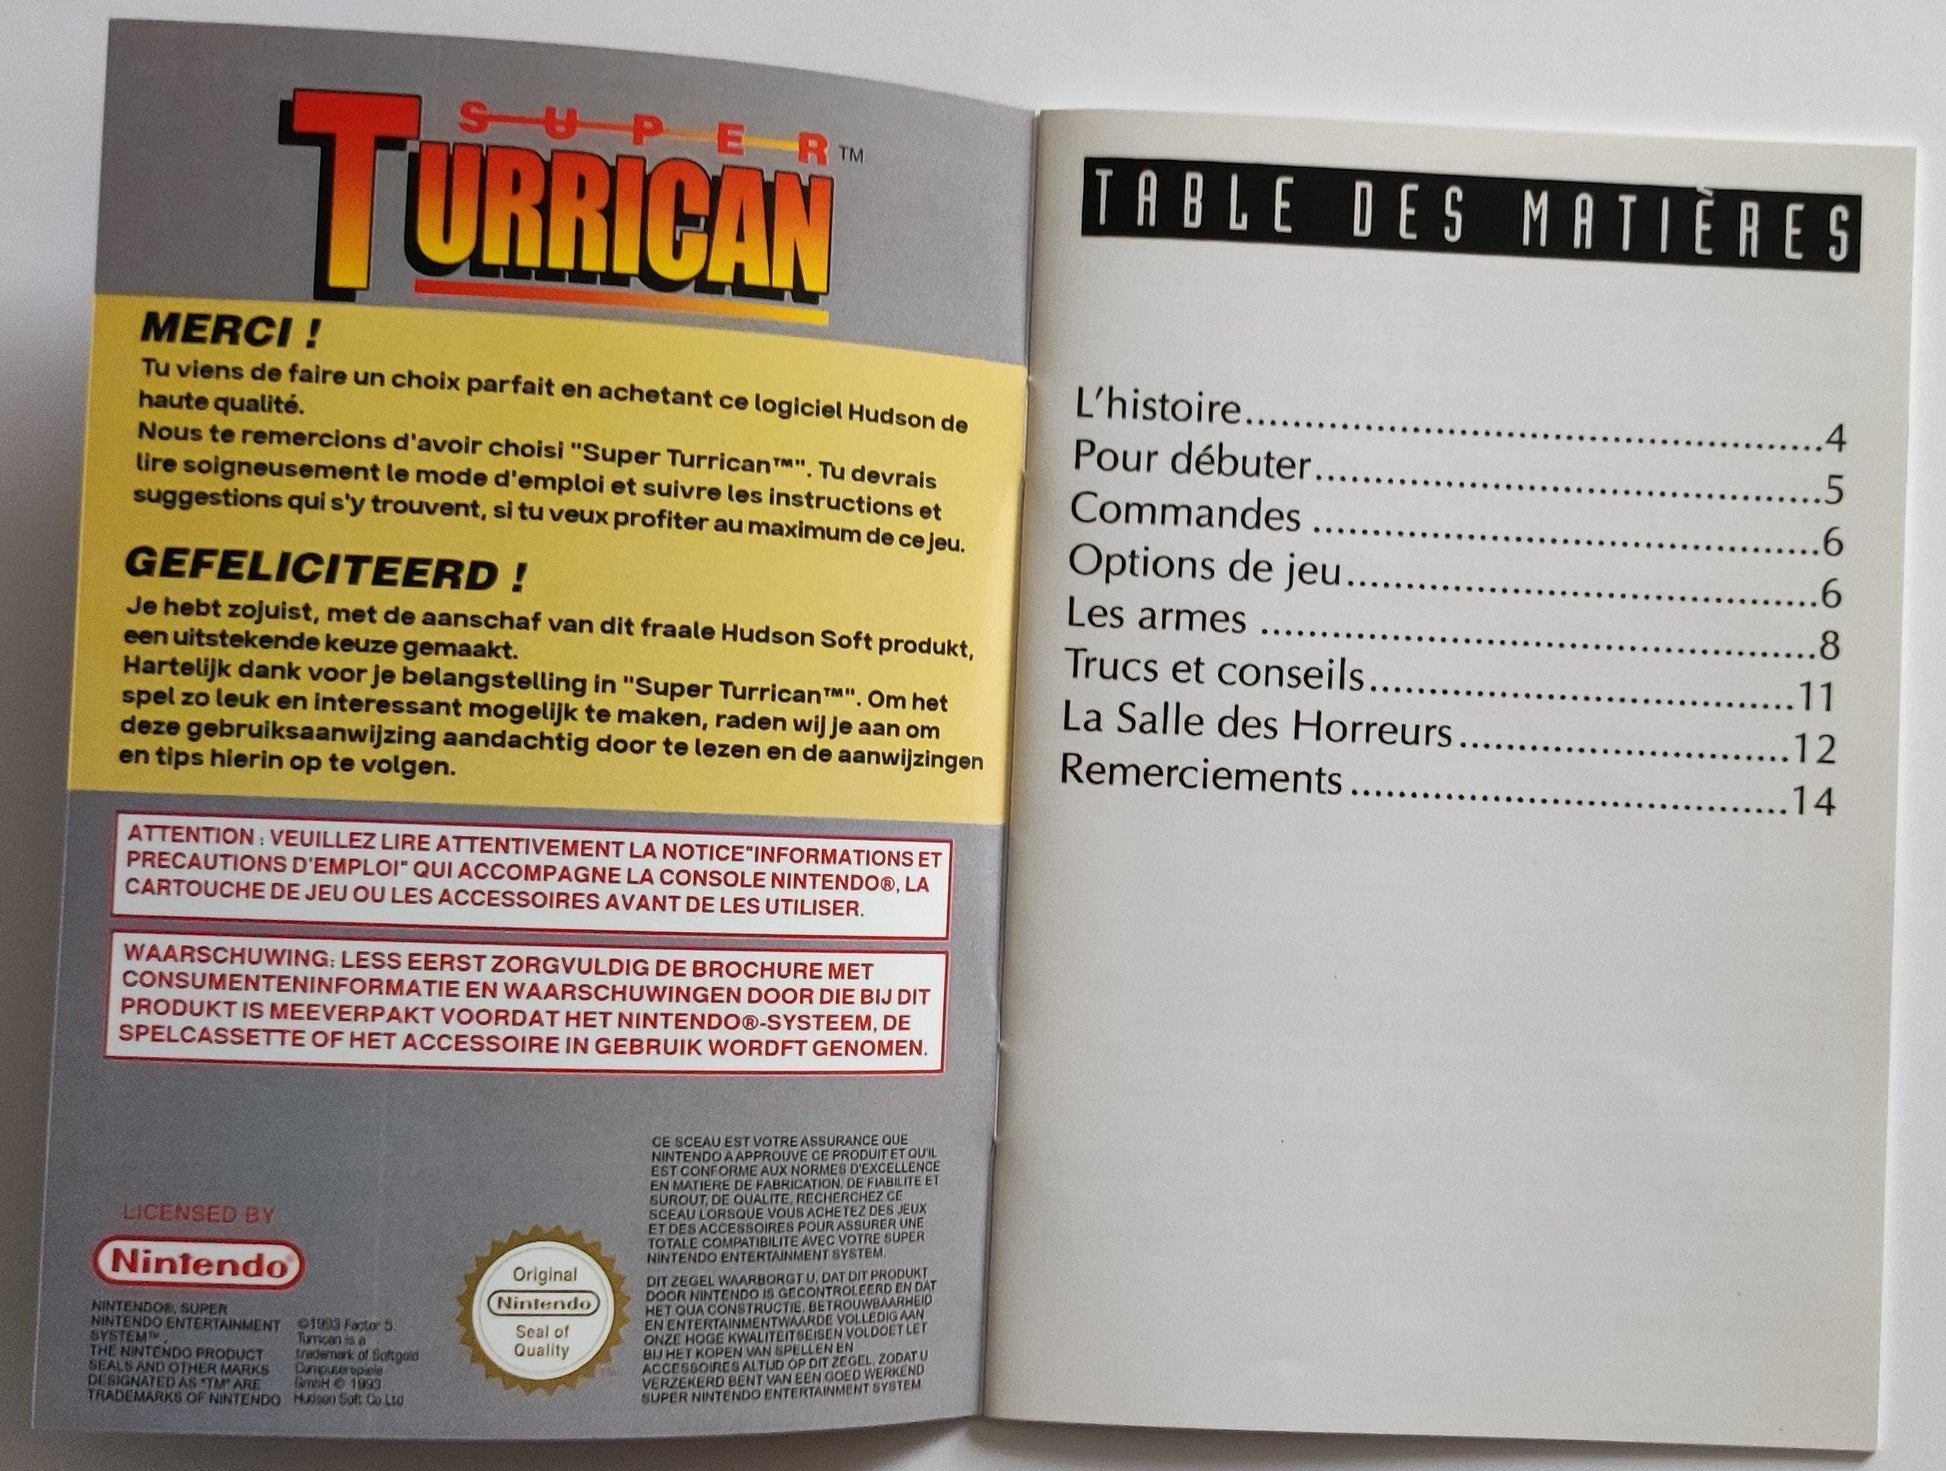 SUPER
TURRICAN™
MERCI !
Tu viens de faire un choix parfait en achetant ce logiciel Hudson de
haute qualité.
Nous te remercions d'avoir choisi "Super Turrican™". Tu devrais
lire soigneusement le mode d'emploi et suivre les instructions et
suggestions qui s'y trouvent, si tu veux profiter au maximum de ce jeu.
GEFELICITEERD !
Je hebt zojuist, met de aanschaf van dit fraale Hudson Soft produkt,
een uitstekende keuze gemaakt.
Hartelijk dank voor je belangstelling in "Super Turrican™". Om het
spel zo leuk en interessant mogelijk te maken, raden wij je aan om
deze gebruiksaanwijzing aandachtig door te lezen en de aanwijzingen
en tips hierin op te volgen.
ATTENTION : VEUILLEZ LIRE ATTENTIVEMENT LA NOTICE"INFORMATIONS ET
PRECAUTIONS D'EMPLOI" QUI ACCOMPAGNE LA CONSOLE NINTENDO®, LA
CARTOUCHE DE JEU OU LES ACCESSOIRES AVANT DE LES UTILISER.
WAARSCHUWING: LESS EERST ZORGVULDIG DE BROCHURE MET
CONSUMENTENINFORMATIE EN WAARSCHUWINGEN DOOR DIE BIJ DIT
PRODUKT IS MEEVERPAKT VOORDAT HET NINTENDO®-SYSTEEM, DE
SPELCASSETTE OF HET ACCESSOIRE IN GEBRUIK WORDFT GENOMEN.
LICENSED BY
Nintendo®
NINTENDO®, SUPER
NINTENDO ENTERTAINMENT
SYSTEM™,
THE NINTENDO PRODUCT
SEALS AND OTHER MARKS
DESIGNATED AS "TM" ARE
TRADEMARKS OF NINTENDO
©1993 Factor 5.
Turrican is a
trademark of Softgold
Computerspiele
GmbH © 1993
Hudson Soft Co Ltd
Original
Nintendo
Seal of
Quality
CE SCEAU EST VOTRE ASSURANCE QUE
NINTENDO A APPROUVE CE PRODUIT ET QU'IL
EST CONFORME AUX NORMES D'EXCELLENCE
EN MATIERE DE FABRICATION, DE FIABILITE ET
SUROUT, DE QUALITE, RECHERCHEZ CE
SCEAU LORSQUE VOUS ACHETEZ DES JEUX
ET DES ACCESSOIRES POUR ASSURER UNE
TOTALE COMPATIBILITE AVEC VOTRE SUPER
NINTENDO ENTERTAINMENT SYSTEM.
DIT ZEGEL WAARBORGT U, DAT DIT PRODUKT
DOOR NINTENDO IS GECONTROLEERD EN DAT
HET QUA CONSTRUCTIE, BETROUWBAARHEID
EN ENTERTAINMENTWAARDE VOLLEDIG AAN
ONZE HOGE KWALITEITSEISEN VOLDOET LET
BIJ HET KOPEN VAN SPELLEN EN
ACCESSOIRES ALTIJD OP DIT ZEGEL, ZODAT U
VERZEKERD BENT VAN EEN GOED WERKEND
SUPER NINTENDO ENTERTAINMENT SYSTEM.
TABLE DES MATIÈRES
L'histoire..................................................4
Pour débuter............................................5
Commandes ...........................................6
Options de jeu........................................6
Les armes ...............................................8
Trucs et conseils....................................11
La Salle des Horreurs............................12
Remerciements .....................................14